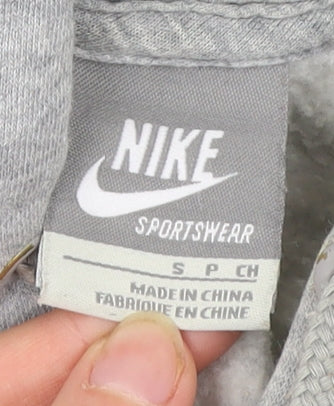 NIKE
SPORTSWEAR
S P CH
MADE IN CHINA
FABRIQUE EN CHINE